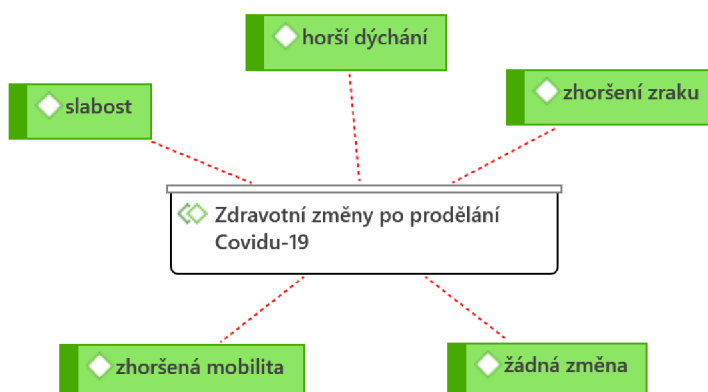 horší dýchání
slabost
zhoršení zraku
Zdravotní změny po prodělání
Covidu-19
zhoršená mobilita
žádná změna